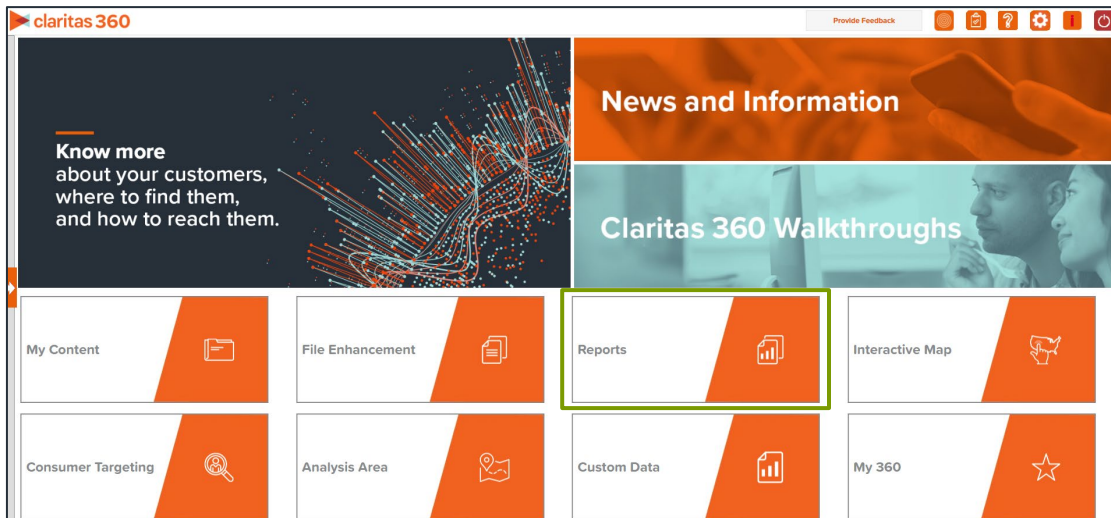 claritas 360
Provide Feedback
Know more
about your customers,
where to find them,
and how to reach them.
News and Information
Claritas 360 Walkthroughs
My Content
File Enhancement
Reports
Interactive Map
Consumer Targeting
Analysis Area
Custom Data
My 360